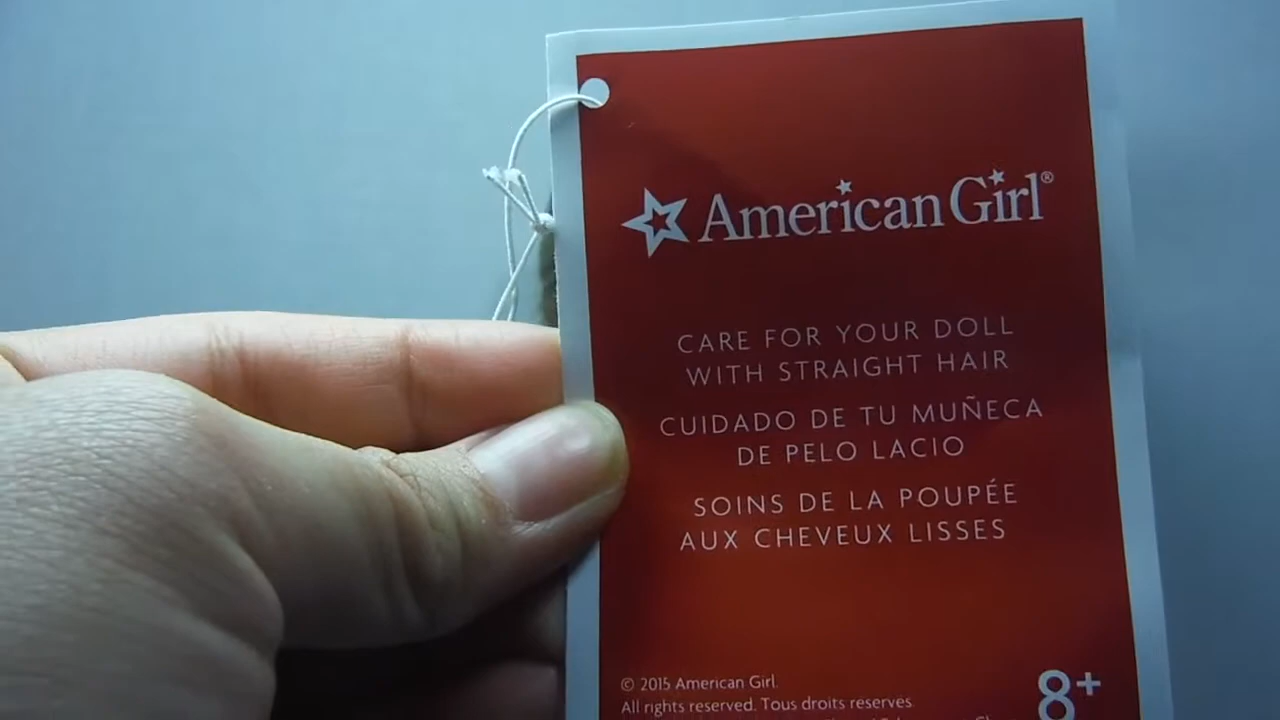 American Girl®
CARE FOR YOUR DOLL
WITH STRAIGHT HAIR
CUIDADO DE TU MUÑECA
DE PELO LACIO
SOINS DE LA POUPÉE
AUX CHEVEUX LISSES
© 2015 American Girl.
All rights reserved. Tous droits réservés.
8+